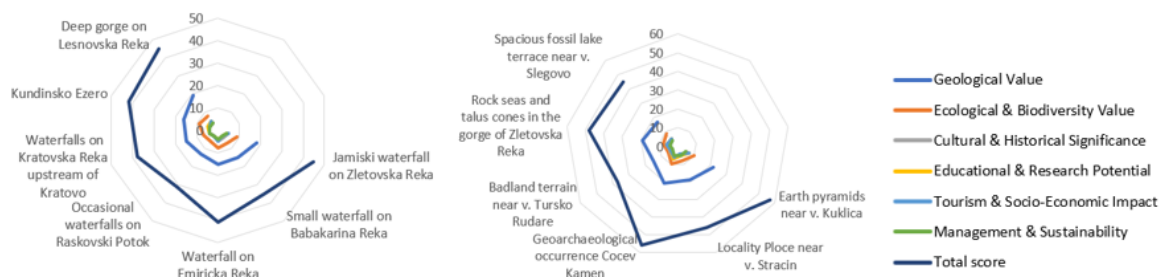 50
40
30
20
10
0
Deep gorge on
Lesnovska Reka
Kundinsko Ezero
Waterfalls on
Kratovska Reka
upstream of
Kratovo
Occasional
waterfalls on
Raskovski Potok
Waterfall on
Emiricka Reka
Small waterfall on
Babakarina Reka
Jamiski waterfall
on Zletovska Reka
60
50
40
30
20
10
0
Spacious fossil lake
terrace near v.
Slegovo
Rock seas and
talus cones in the
gorge of Zletovska
Reka
Badland terrain
near v. Tursko
Rudare
Geoarchaeological
occurrence Cocev
Kamen
Locality Ploce near
v. Stracin
Earth pyramids
near v. Kuklica
Geological Value
Ecological & Biodiversity Value
Cultural & Historical Significance
Educational & Research Potential
Tourism & Socio-Economic Impact
Management & Sustainability
Total score